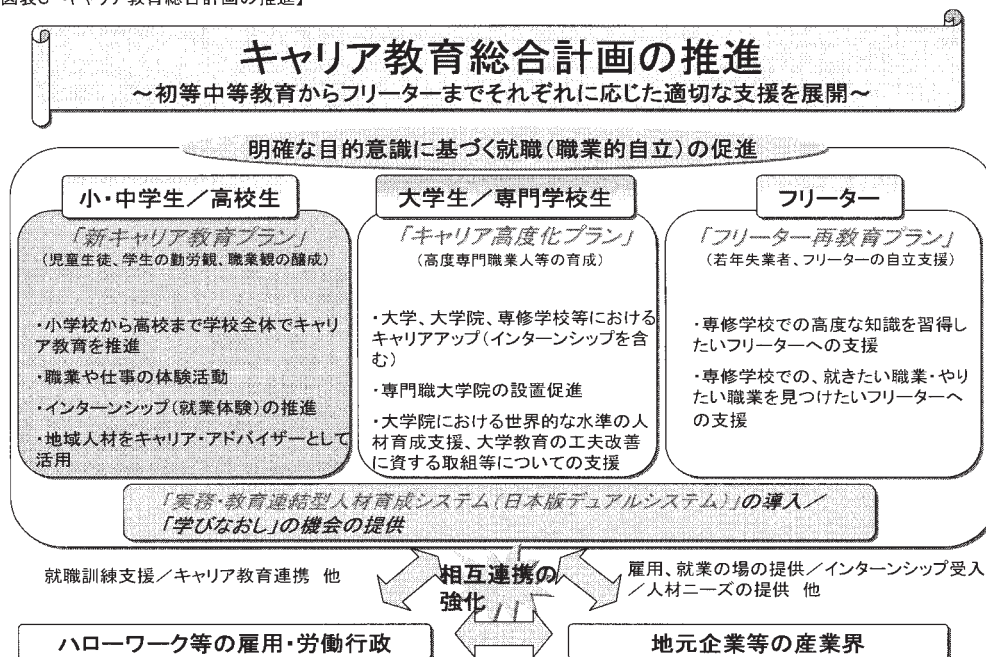 キャリア教育総合計画の推進】
キャリア教育総合計画の推進
～初等中等教育からフリーターまでそれぞれに応じた適切な支援を展開～
明確な目的意識に基づく就職（職業的自立）の促進
小・中学生／高校生
「新キャリア教育プラン」
（児童生徒、学生の勤労観、職業観の醸成）
・小学校から高校まで学校全体でキャリ
ア教育を推進
・職業や仕事の体験活動
・インターンシップ（就業体験）の推進
・地域人材をキャリア・アドバイザーとして
活用
大学生／専門学校生
「キャリア高度化プラン」
（高度専門職業人等の育成）
・大学、大学院、専修学校等における
キャリアアップ（インターンシップを含
む）
・専門職大学院の設置促進
・大学院における世界的な水準の人
材育成支援、大学教育の工夫改善
に資する取組等についての支援
フリーター
「フリーター再教育プラン」
（若年失業者、フリーターの自立支援）
・専修学校での高度な知識を習得し
たいフリーターへの支援
・専修学校での、就きたい職業・やり
たい職業を見つけたいフリーターへ
の支援
「実務・教育連結型人材育成システム（日本版デュアルシステム）」の導入／
「学びなおし」の機会の提供
就職訓練支援／キャリア教育連携 他
相互連携の
強化
雇用、就業の場の提供／インターンシップ受入
／人材ニーズの提供 他
ハローワーク等の雇用・労働行政
地元企業等の産業界